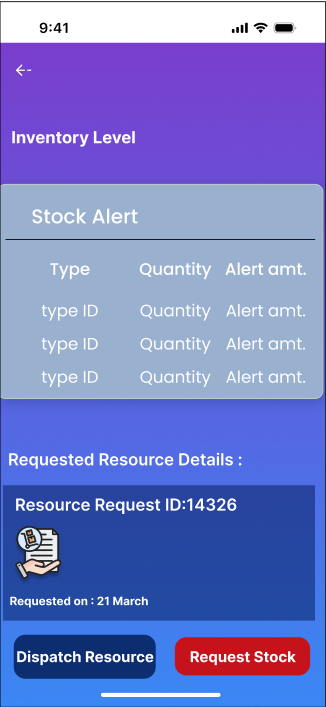 9:41
Inventory Level
Stock Alert
Type Quantity Alert amt.
type ID Quantity Alert amt.
type ID Quantity Alert amt.
type ID Quantity Alert amt.
Requested Resource Details :
Resource Request ID:14326
Requested on : 21 March
Dispatch Resource Request Stock